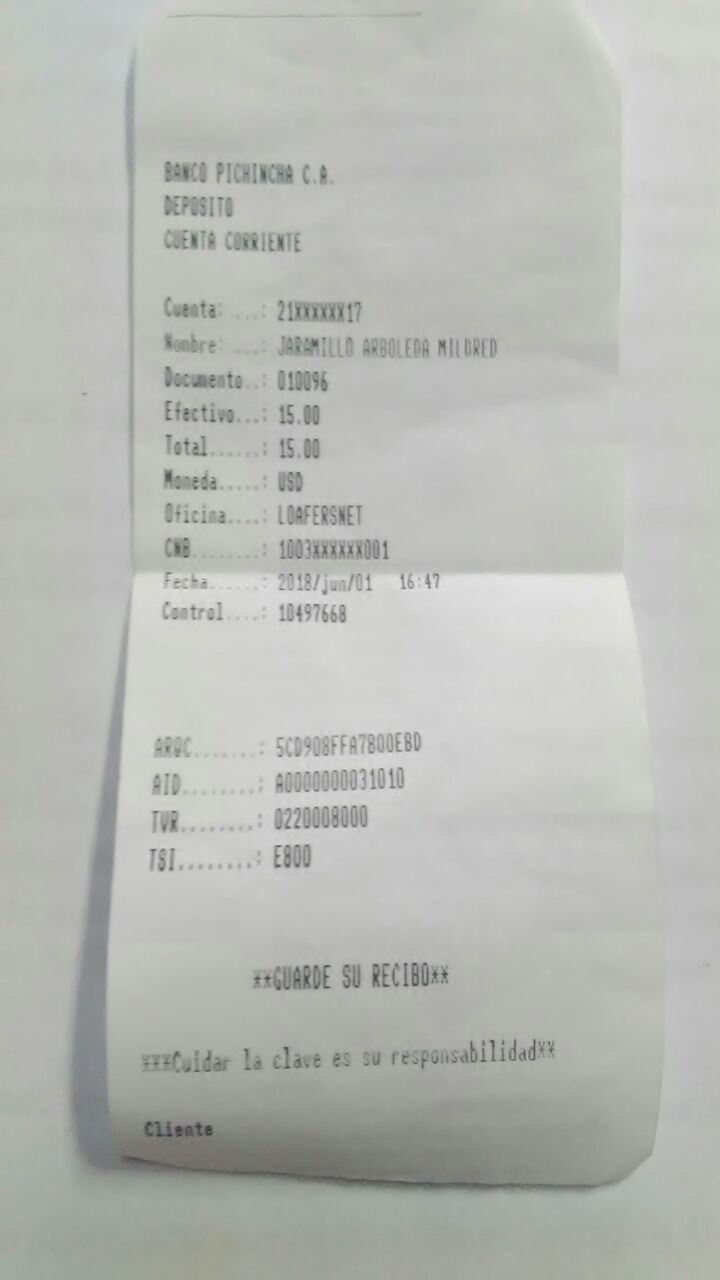 BANCO PICHINCHA C.A.
DEPOSITO
CUENTA CORRIENTE
Cuenta: ...: 21XXXXXX17
Nombre: ...: JARAMILLO ARBOLEDA MILDRED
Documento..: 010096
Efectivo...: 15.00
Total......: 15.00
Moneda.....: USD
Oficina....: LOAFERSNET
CNB........: 1003XXXXXX001
Fecha......: 2018/jun/01 16:47
Control....: 10497668
ARQC.......: 5CD908FFA7B00EBD
AID........: A0000000031010
TVR........: 0220008000
TSI........: E800
**GUARDE SU RECIBO**
***Cuidar la clave es su responsabilidad**
Cliente